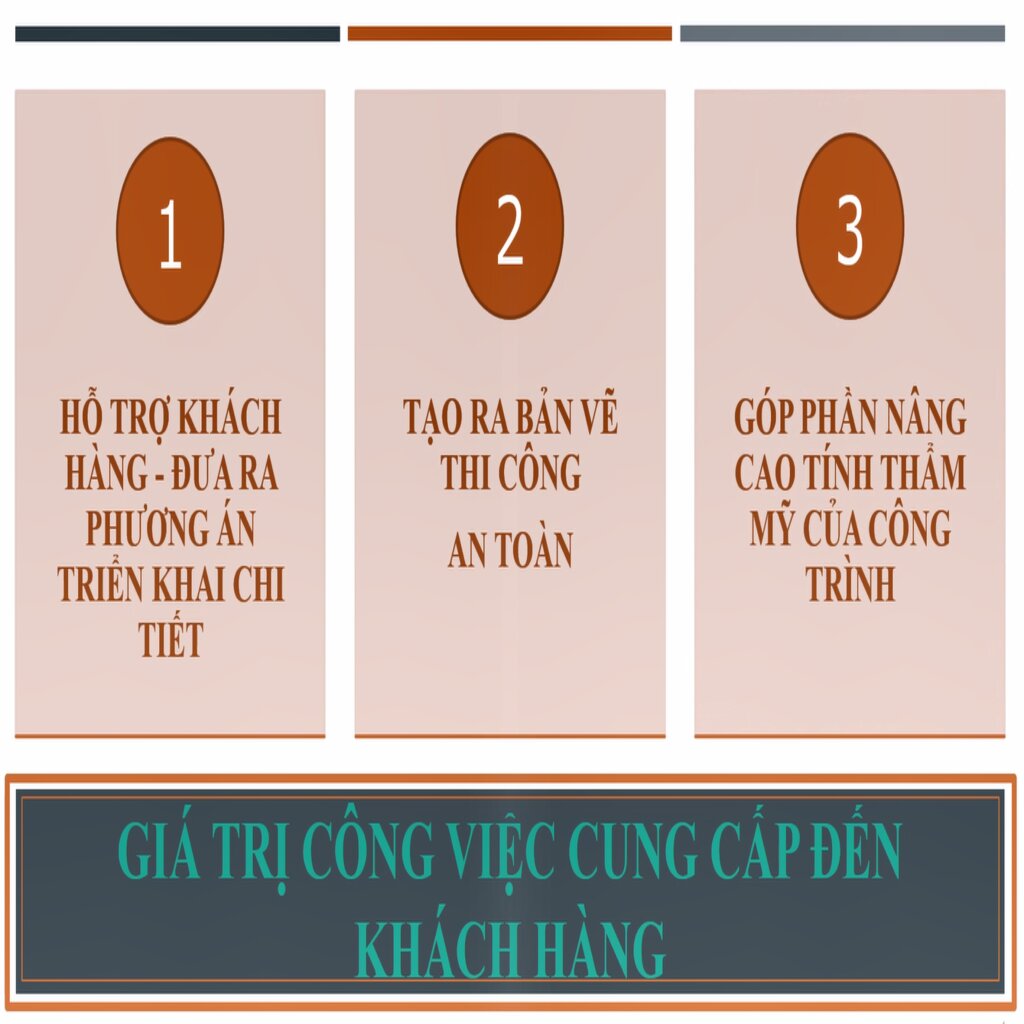 1
HỖ TRỢ KHÁCH
HÀNG - ĐƯA RA
PHƯƠNG ÁN
TRIỂN KHAI CHI
TIẾT
2
TẠO RA BẢN VẼ
THI CÔNG
AN TOÀN
3
GÓP PHẦN NÂNG
CAO TÍNH THẨM
MỸ CỦA CÔNG
TRÌNH
GIÁ TRỊ CÔNG VIỆC CUNG CẤP ĐẾN
KHÁCH HÀNG